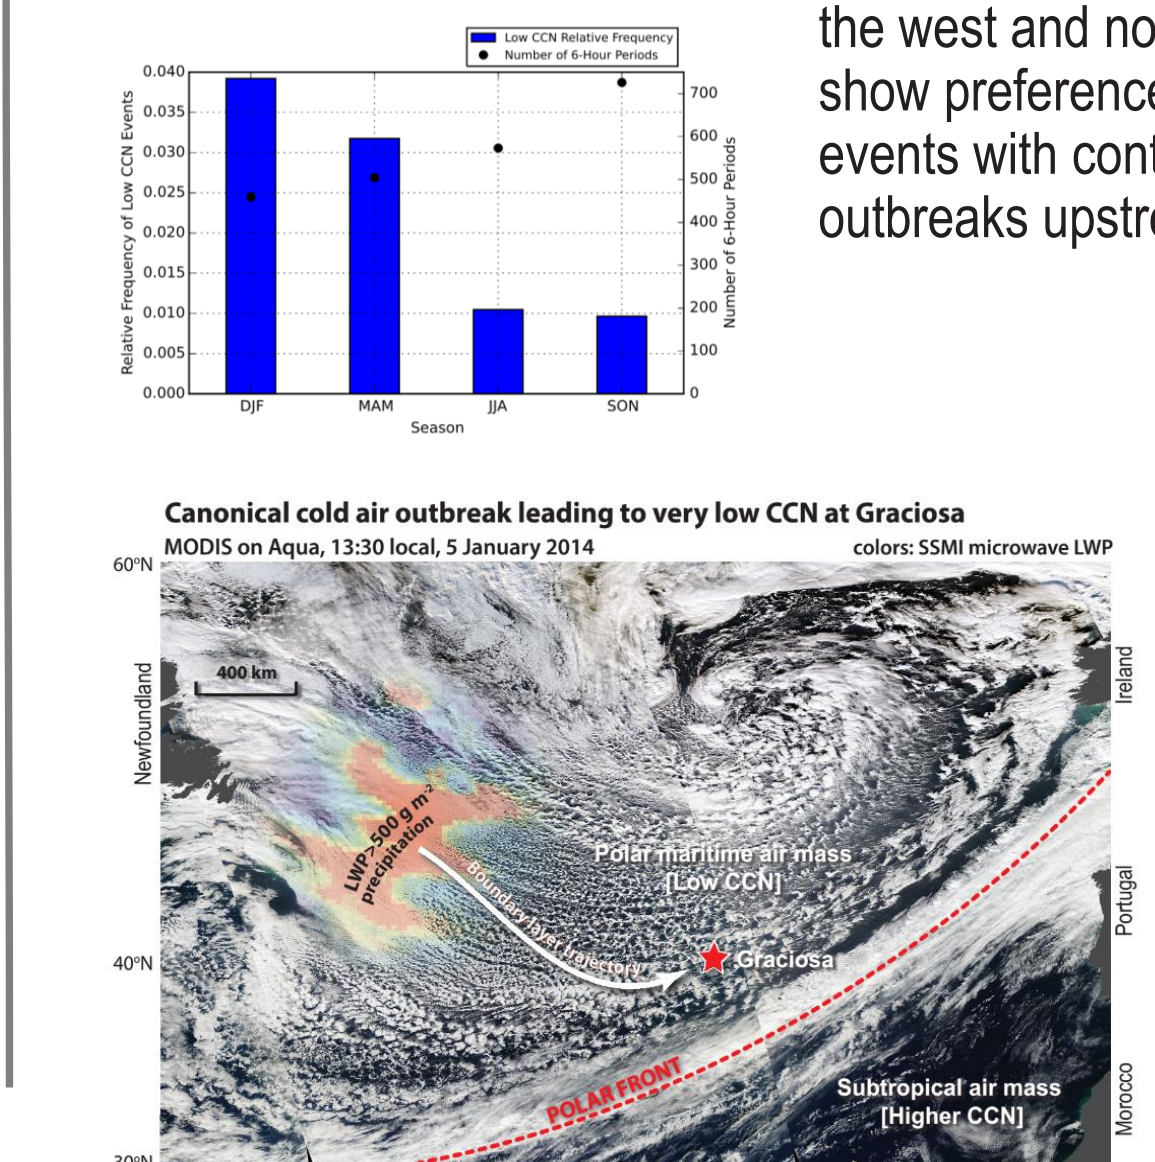 the west and no
show preference
events with cont
outbreaks upstre
Low CCN Relative Frequency
Number of 6-Hour Periods
Relative Frequency of Low CCN Events
0.040
0.035
0.030
0.025
0.020
0.015
0.010
0.005
0.000
700
600
500
400
300
200
100
0
Number of 6-Hour Periods
DJF MAM JJA SON
Season
Canonical cold air outbreak leading to very low CCN at Graciosa
MODIS on Aqua, 13:30 local, 5 January 2014 colors: SSMI microwave LWP
60ºN
400 km
Newfoundland
Ireland
LWP>500 g m-2
precipitation
Boundary layer trajectory
Polar maritime air mass
[Low CCN]
Portugal
40ºN
Graciosa
POLAR FRONT
Subtropical air mass
[Higher CCN]
Morocco
30ºN